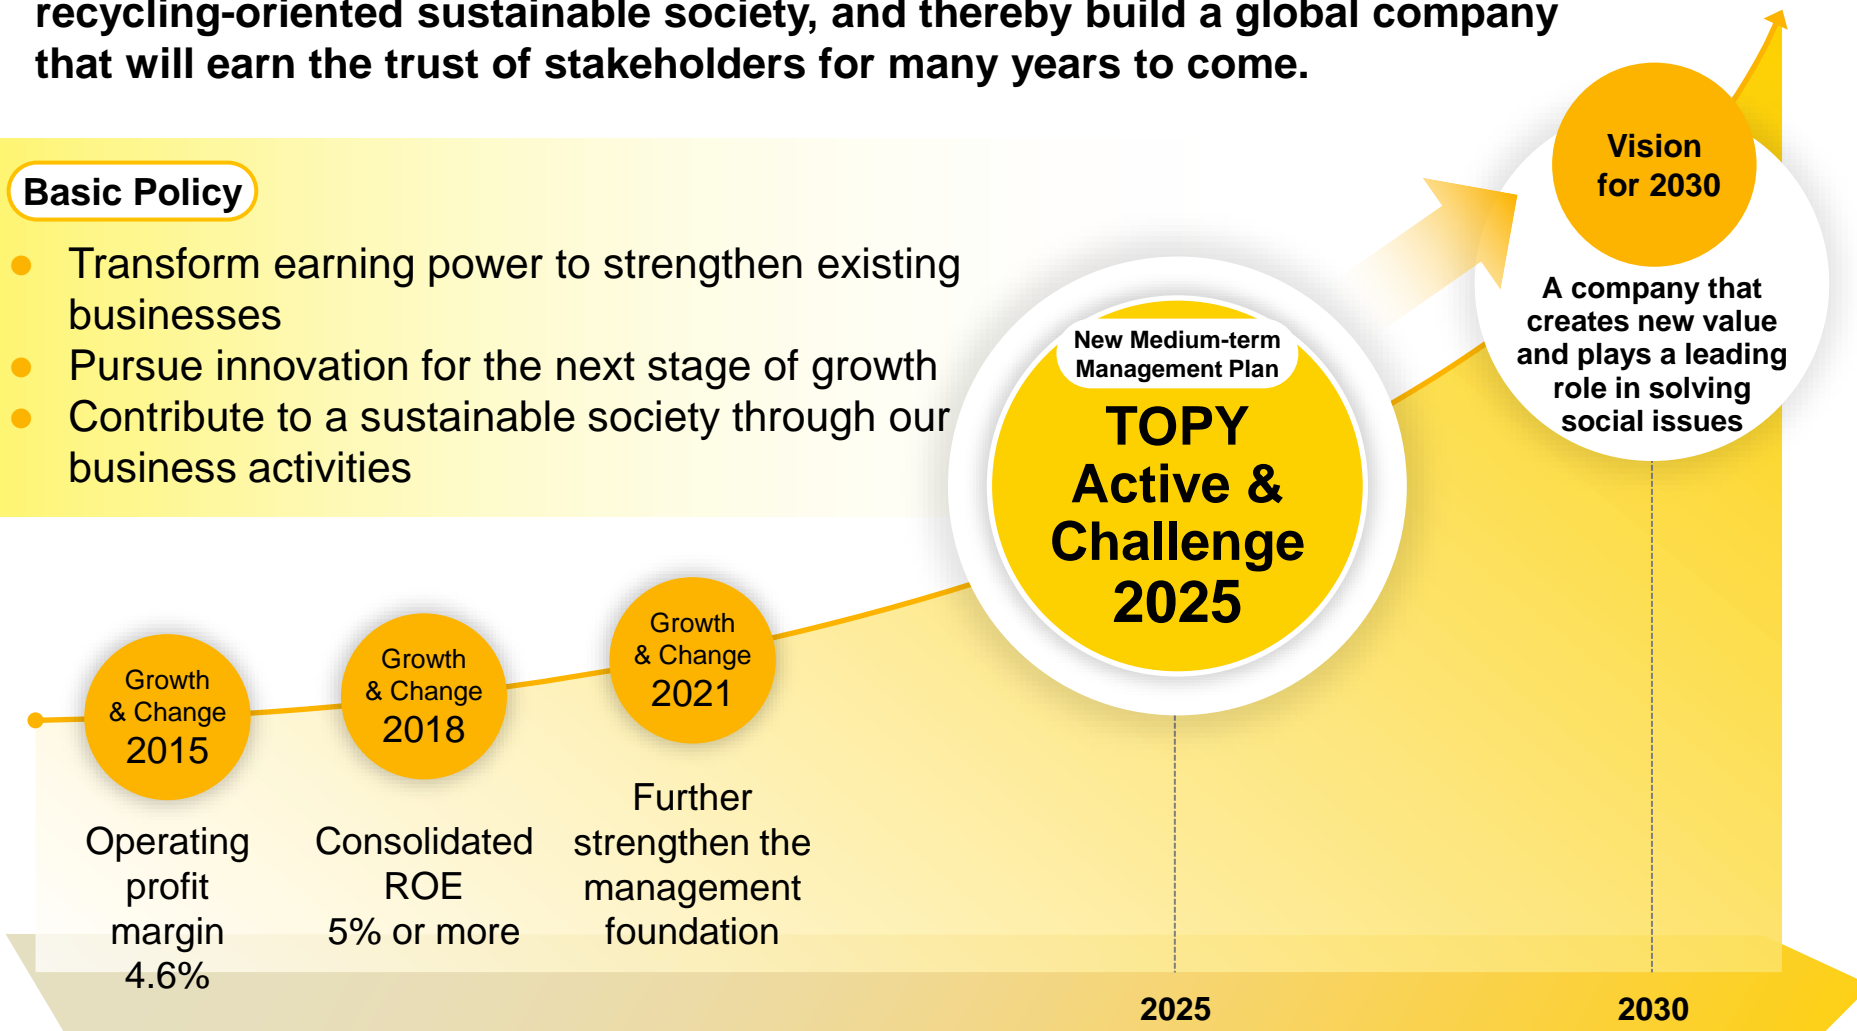 recycling-oriented sustainable society, and thereby build a global company
that will earn the trust of stakeholders for many years to come.
Basic Policy
● Transform earning power to strengthen existing
businesses
● Pursue innovation for the next stage of growth
● Contribute to a sustainable society through our
business activities
Growth
& Change
2015
Operating
profit
margin
4.6%
Growth
& Change
2018
Consolidated
ROE
5% or more
Growth
& Change
2021
Further
strengthen the
management
foundation
New Medium-term
Management Plan
TOPY
Active &
Challenge
2025
Vision
for 2030
A company that
creates new value
and plays a leading
role in solving
social issues
2025
2030